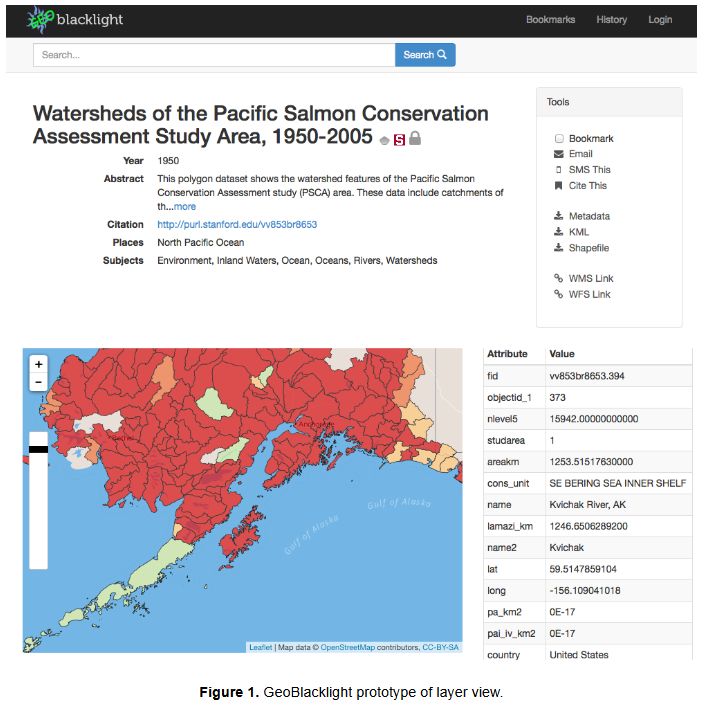 GEO blacklight
Bookmarks History Login
Search...
Search
Watersheds of the Pacific Salmon Conservation
Assessment Study Area, 1950-2005
Year 1950
Abstract This polygon dataset shows the watershed features of the Pacific Salmon
Conservation Assessment study (PSCA) area. These data include catchments of
th...more
Citation http://purl.stanford.edu/vv853br8653
Places North Pacific Ocean
Subjects Environment, Inland Waters, Ocean, Oceans, Rivers, Watersheds
Tools
Bookmark
Email
SMS This
Cite This
Metadata
KML
Shapefile
WMS Link
WFS Link
+
−
Bethel
Anchorage
Gulf of Alaska
Gulf of Alaska
Leaflet | Map data © OpenStreetMap contributors, CC-BY-SA
Attribute Value
fid vv853br8653.394
objectid_1 373
nlevel5 15942.00000000000
studarea 1
areakm 1253.51517630000
cons_unit SE BERING SEA INNER SHELF
name Kvichak River, AK
lamazi_km 1246.6506289200
name2 Kvichak
lat 59.5147859104
long -156.109041018
pa_km2 0E-17
pai_iv_km2 0E-17
country United States
Figure 1. GeoBlacklight prototype of layer view.